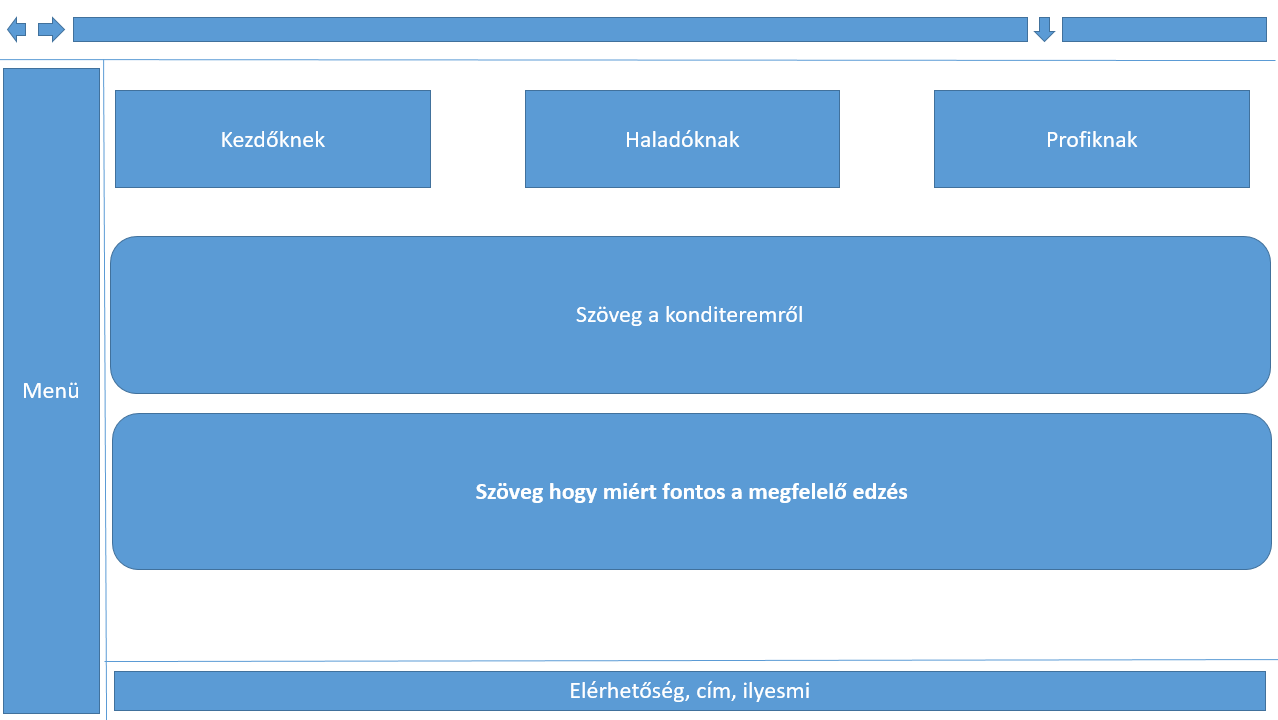 Kezdőknek
Haladóknak
Profiknak
Szöveg a konditeremről
Menü
Szöveg hogy miért fontos a megfelelő edzés
Elérhetőség, cím, ilyesmi